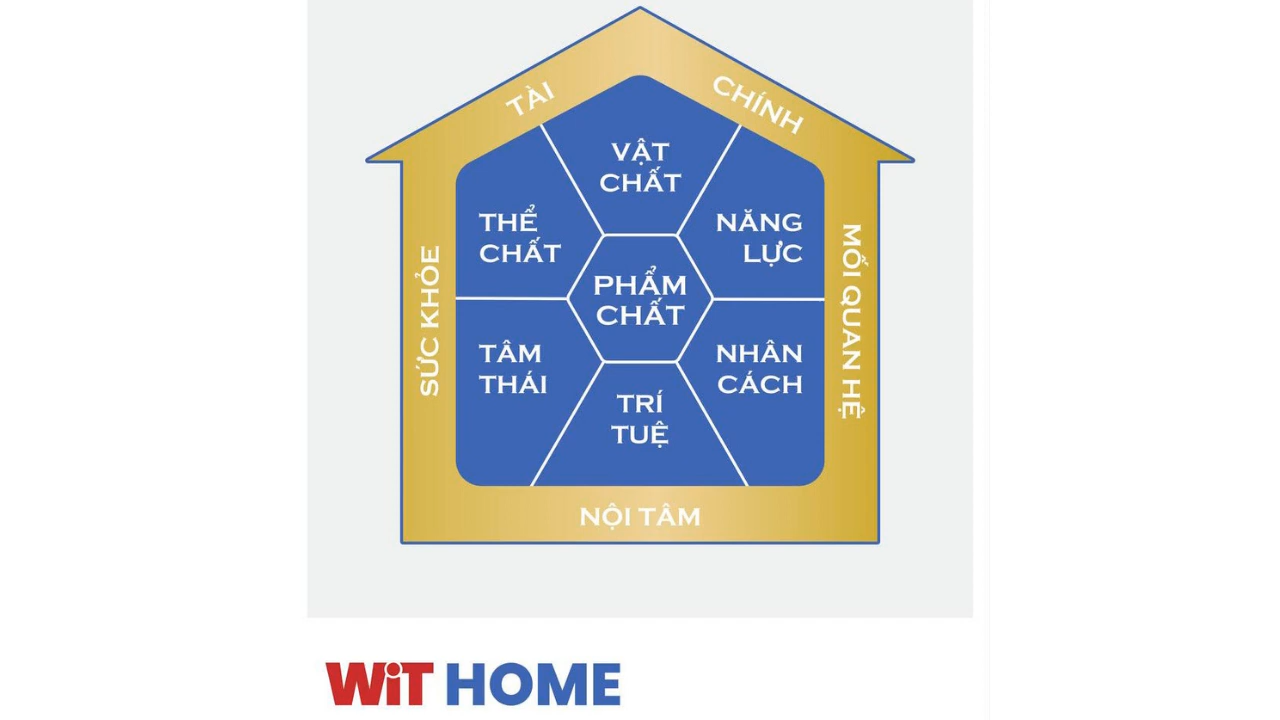 TÀI CHÍNH
VẬT
CHẤT
THỂ
CHẤT
NĂNG
LỰC
PHẨM
CHẤT
SỨC KHỎE
MỐI QUAN HỆ
TÂM
THÁI
NHÂN
CÁCH
TRÍ
TUỆ
NỘI TÂM
WiT HOME